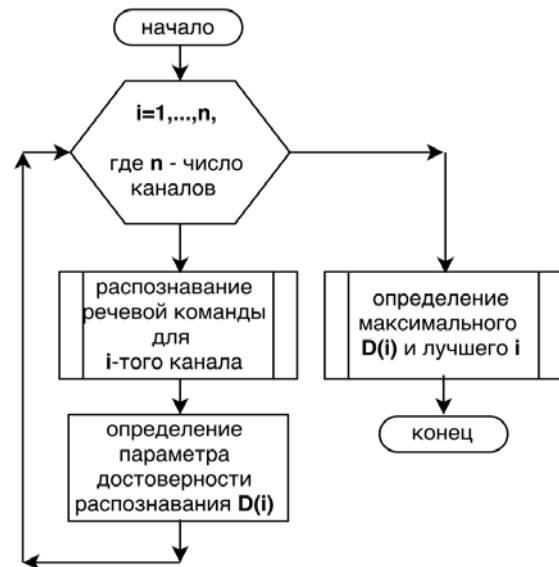 начало
i=1,...,n,
где n - число
каналов
распознавание
речевой команды
для
i-того канала
определение
параметра
достоверности
распознавания D(i)
определение
максимального
D(i) и лучшего i
конец